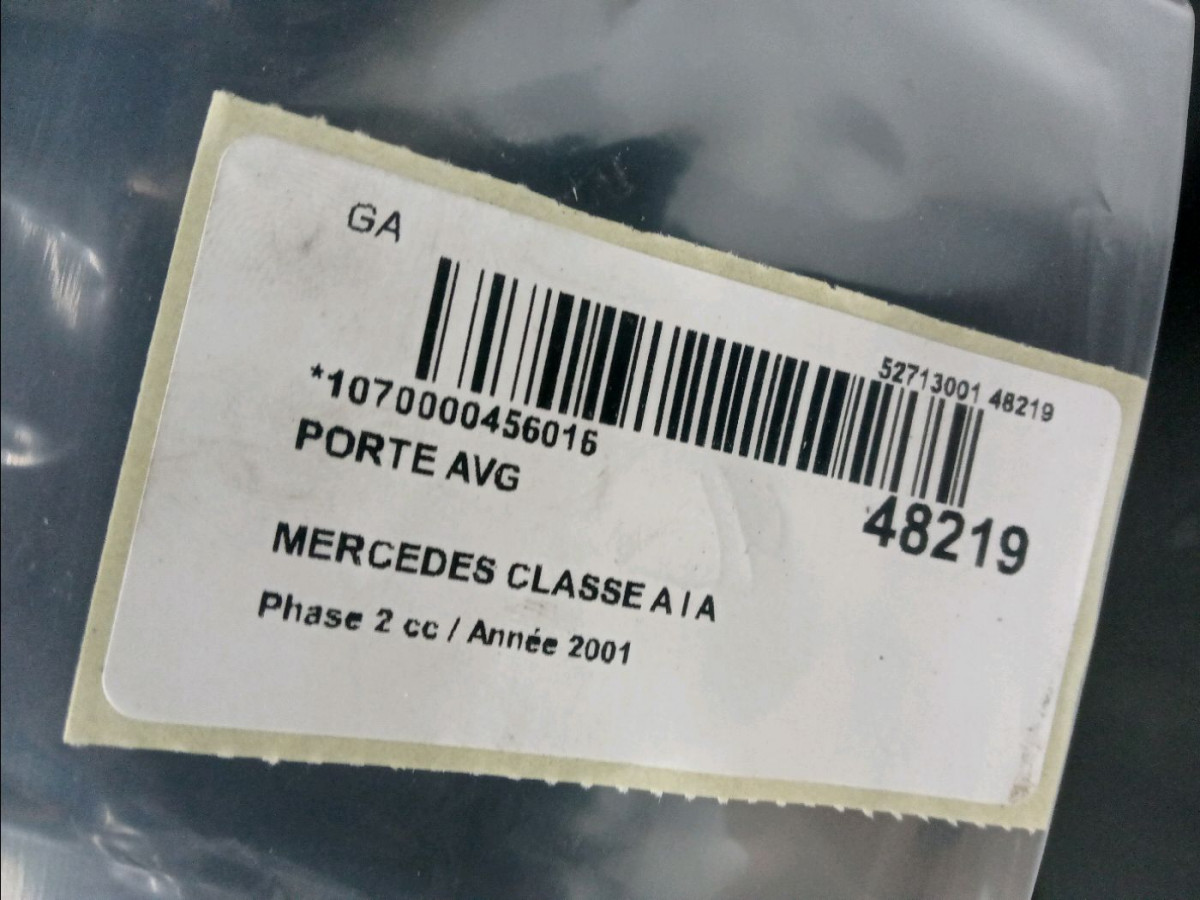 GA
52713001 48219
*1070000456016
PORTE AVG
48219
MERCEDES CLASSE A I A
Phase 2 cc / Année 2001